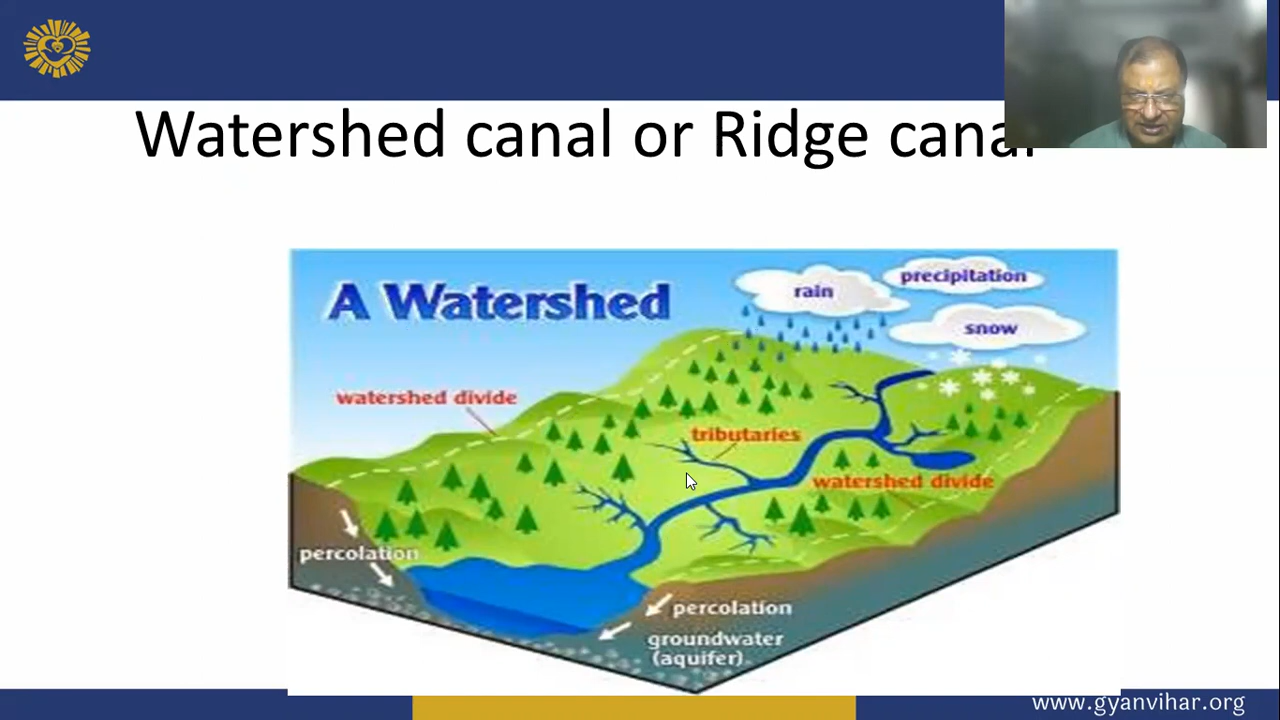 Watershed canal or Ridge canal
A Watershed
rain
precipitation
snow
watershed divide
tributaries
watershed divide
percolation
percolation
groundwater
(aquifer)
www.gyanvihar.org